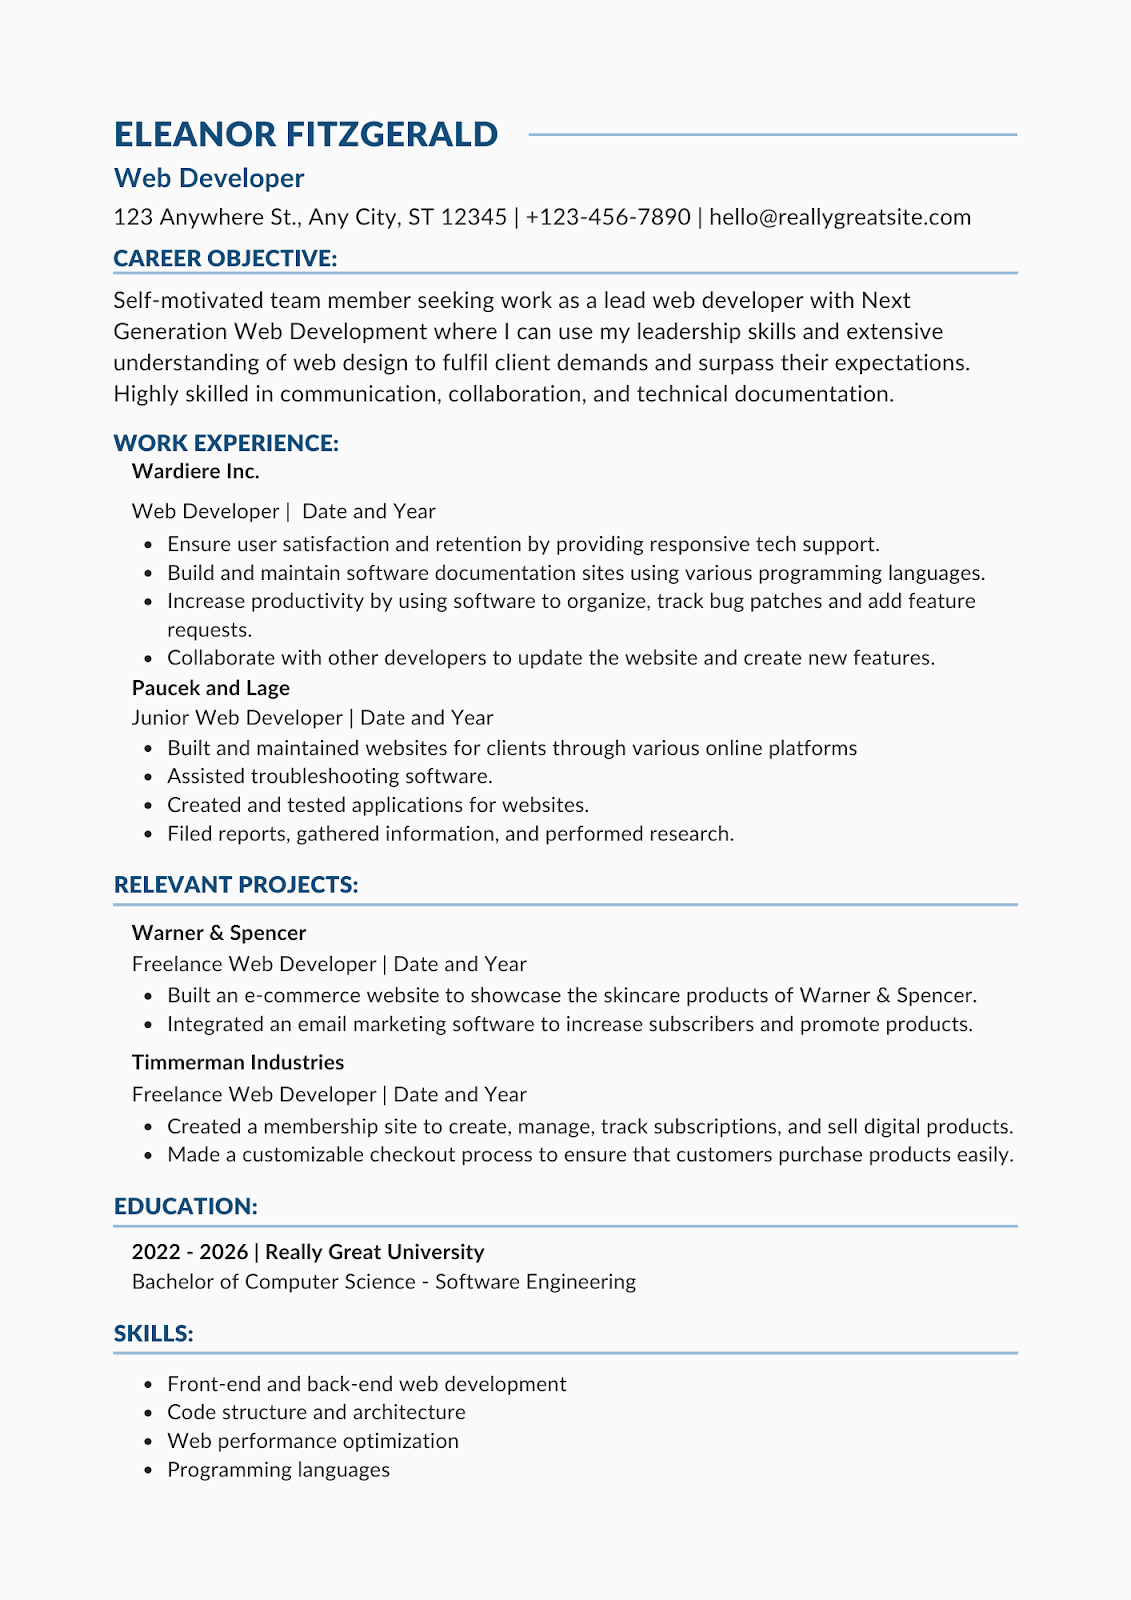 ELEANOR FITZGERALD
Web Developer
123 Anywhere St., Any City, ST 12345 | +123-456-7890 | hello@reallygreatsite.com
CAREER OBJECTIVE:
Self-motivated team member seeking work as a lead web developer with Next
Generation Web Development where I can use my leadership skills and extensive
understanding of web design to fulfil client demands and surpass their expectations.
Highly skilled in communication, collaboration, and technical documentation.
WORK EXPERIENCE:
Wardiere Inc.
Web Developer | Date and Year
• Ensure user satisfaction and retention by providing responsive tech support.
• Build and maintain software documentation sites using various programming languages.
• Increase productivity by using software to organize, track bug patches and add feature
requests.
• Collaborate with other developers to update the website and create new features.
Paucek and Lage
Junior Web Developer | Date and Year
• Built and maintained websites for clients through various online platforms
• Assisted troubleshooting software.
• Created and tested applications for websites.
• Filed reports, gathered information, and performed research.
RELEVANT PROJECTS:
Warner & Spencer
Freelance Web Developer | Date and Year
• Built an e-commerce website to showcase the skincare products of Warner & Spencer.
• Integrated an email marketing software to increase subscribers and promote products.
Timmerman Industries
Freelance Web Developer | Date and Year
• Created a membership site to create, manage, track subscriptions, and sell digital products.
• Made a customizable checkout process to ensure that customers purchase products easily.
EDUCATION:
2022 - 2026 | Really Great University
Bachelor of Computer Science - Software Engineering
SKILLS:
• Front-end and back-end web development
• Code structure and architecture
• Web performance optimization
• Programming languages